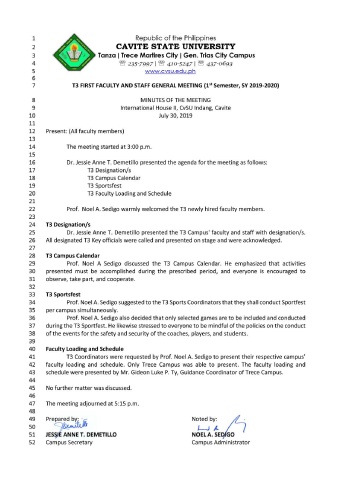 1 Republic of the Philippines
2 CAVITE STATE UNIVERSITY
3 Tanza | Trece Martires City | Gen. Trias City Campus
4 ☏ 235-7997 | ☏ 410-5247 | ☏ 437-0693
5 www.cvsu.edu.ph
6
7 T3 FIRST FACULTY AND STAFF GENERAL MEETING (1st Semester, SY 2019-2020)
8 MINUTES OF THE MEETING
9 International House II, CvSU Indang, Cavite
10 July 30, 2019
11
12 Present: (All faculty members)
13
14 The meeting started at 3:00 p.m.
15
16 Dr. Jessie Anne T. Demetillo presented the agenda for the meeting as follows:
17 T3 Designation/s
18 T3 Campus Calendar
19 T3 Sportsfest
20 T3 Faculty Loading and Schedule
21
22 Prof. Noel A. Sedigo warmly welcomed the T3 newly hired faculty members.
23
24 T3 Designation/s
25 Dr. Jessie Anne T. Demetillo presented the T3 Campus' faculty and staff with designation/s.
26 All designated T3 Key officials were called and presented on stage and were acknowledged.
27
28 T3 Campus Calendar
29 Prof. Noel A Sedigo discussed the T3 Campus Calendar. He emphasized that activities
30 presented must be accomplished during the prescribed period, and everyone is encouraged to
31 observe, take part, and cooperate.
32
33 T3 Sportsfest
34 Prof. Noel A. Sedigo suggested to the T3 Sports Coordinators that they shall conduct Sportfest
35 per campus simultaneously.
36 Prof. Noel A. Sedigo also decided that only selected games are to be included and conducted
37 during the T3 Sportfest. He likewise stressed to everyone to be mindful of the policies on the conduct
38 of the events for the safety and security of the coaches, players, and students.
39
40 Faculty Loading and Schedule
41 T3 Coordinators were requested by Prof. Noel A. Sedigo to present their respective campus'
42 faculty loading and schedule. Only Trece Campus was able to present. The faculty loading and
43 schedule were presented by Mr. Gideon Luke P. Ty, Guidance Coordinator of Trece Campus.
44
45 No further matter was discussed.
46
47 The meeting adjourned at 5:15 p.m.
48
49 Prepared by: Noted by:
50
51 JESSIE ANNE T. DEMETILLO NOEL A. SEDIGO
52 Campus Secretary Campus Administrator